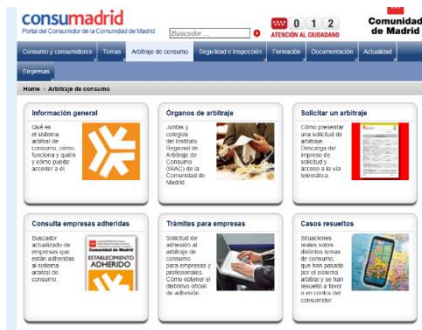 consumadrid
Portal del Consumidor de la Comunidad de Madrid
Buscador ...
0 1 2
ATENCIÓN AL CIUDADANO
Comunidad
de Madrid
Consumo y consumidores
Temas
Arbitraje de consumo
Seguridad e Inspección
Formación
Documentación
Actualidad
Empresas
Home > Arbitraje de consumo
Información general
Qué es
el sistema
arbitral de
consumo, cómo
funciona y quién
y cómo puede
acceder a él.
Órganos de arbitraje
Juntas y
colegios
del Instituto
Regional de
Arbitraje de
Consumo
(IRAC) de la
Comunidad de
Madrid
Solicitar un arbitraje
Cómo presentar
una solicitud de
arbitraje.
Descarga del
impreso de
solicitud y
acceso a la vía
telemática.
Consulta empresas adheridas
Buscador
actualizado de
empresas que
están adheridas
al sistema
arbitral de
consumo.
Comunidad de Madrid
ESTABLECIMIENTO
ADHERIDO
Trámites para empresas
Solicitud de
adhesión al
arbitraje de
consumo
para empresas y
profesionales.
Cómo obtener el
distintivo oficial
de adhesión
Casos resueltos
Situaciones
reales sobre
distintos temas
de consumo,
que han pasado
por el sistema
arbitral y se han
resuelto a favor
o en contra del
consumidor